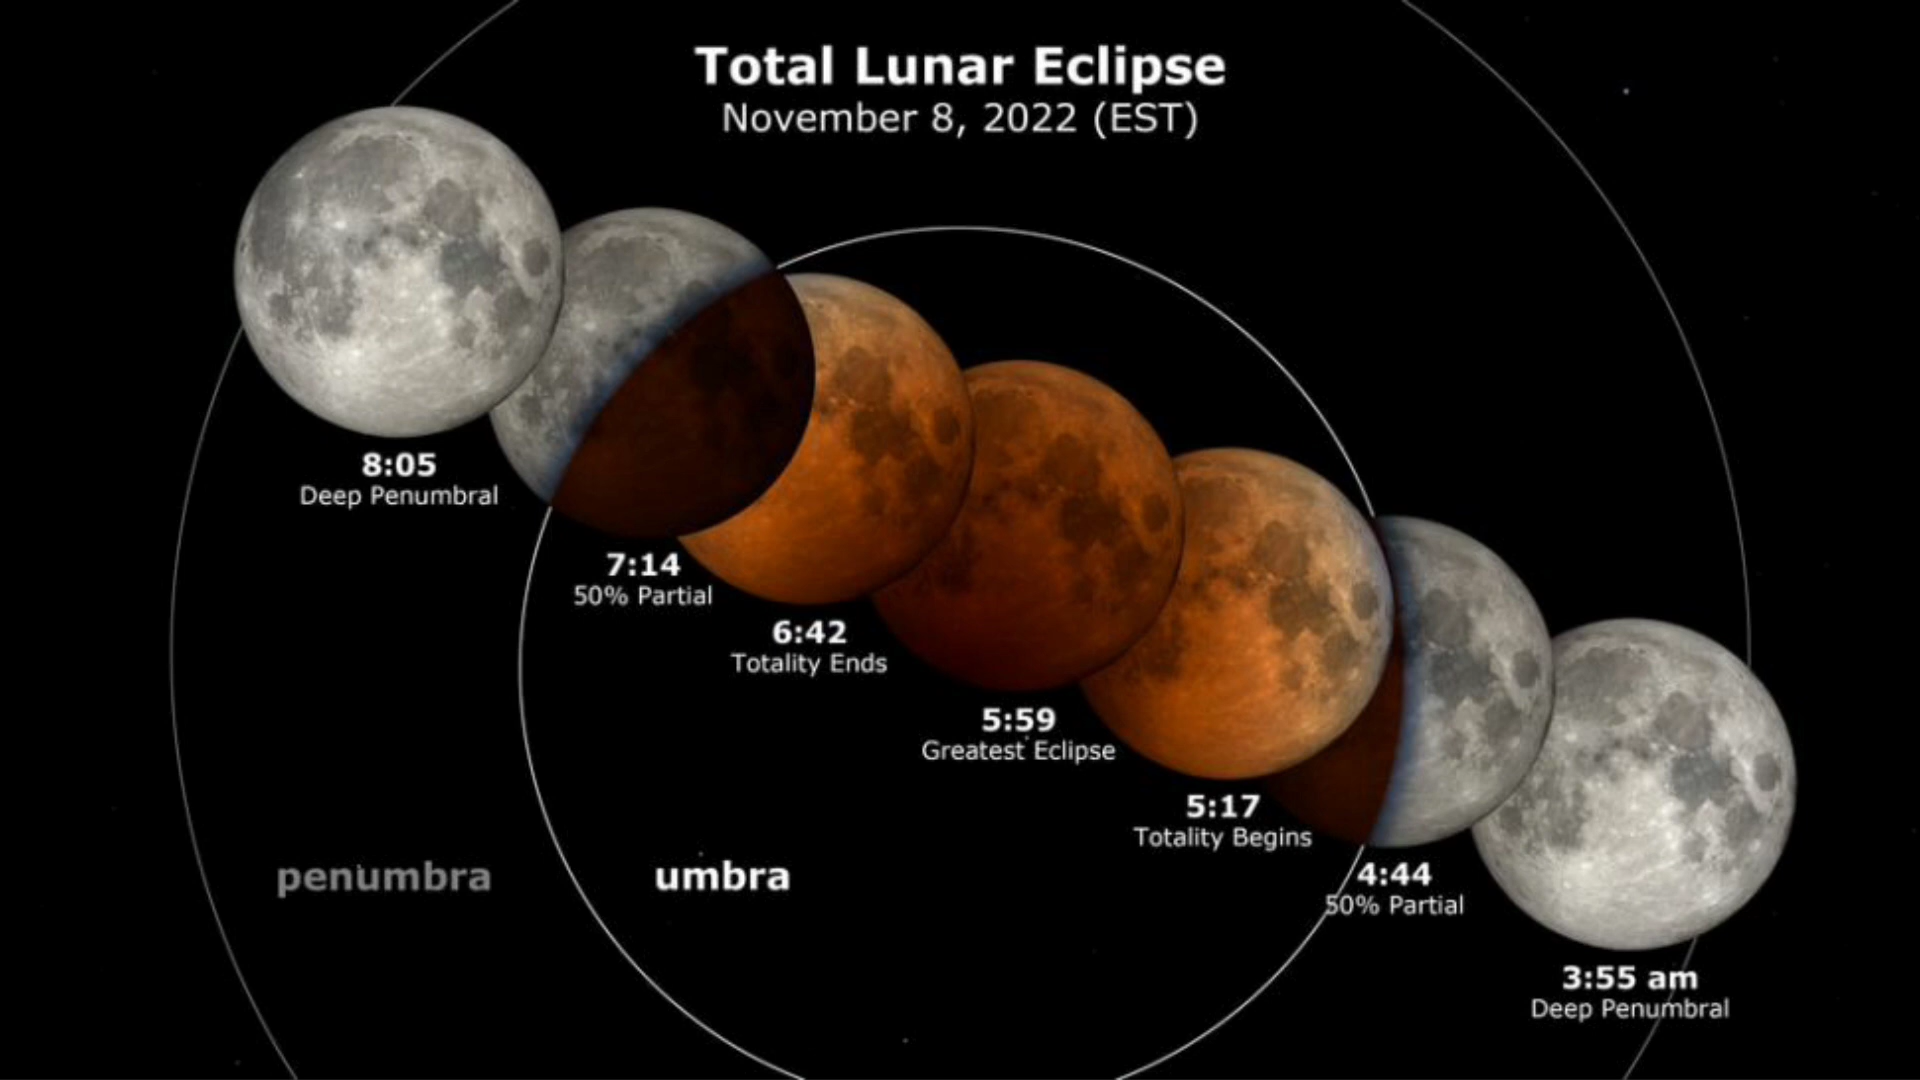 Total Lunar Eclipse
November 8, 2022 (EST)
8:05
Deep Penumbral
7:14
50% Partial
6:42
Totality Ends
5:59
Greatest Eclipse
5:17
Totality Begins
4:44
50% Partial
3:55 am
Deep Penumbral
penumbra
umbra